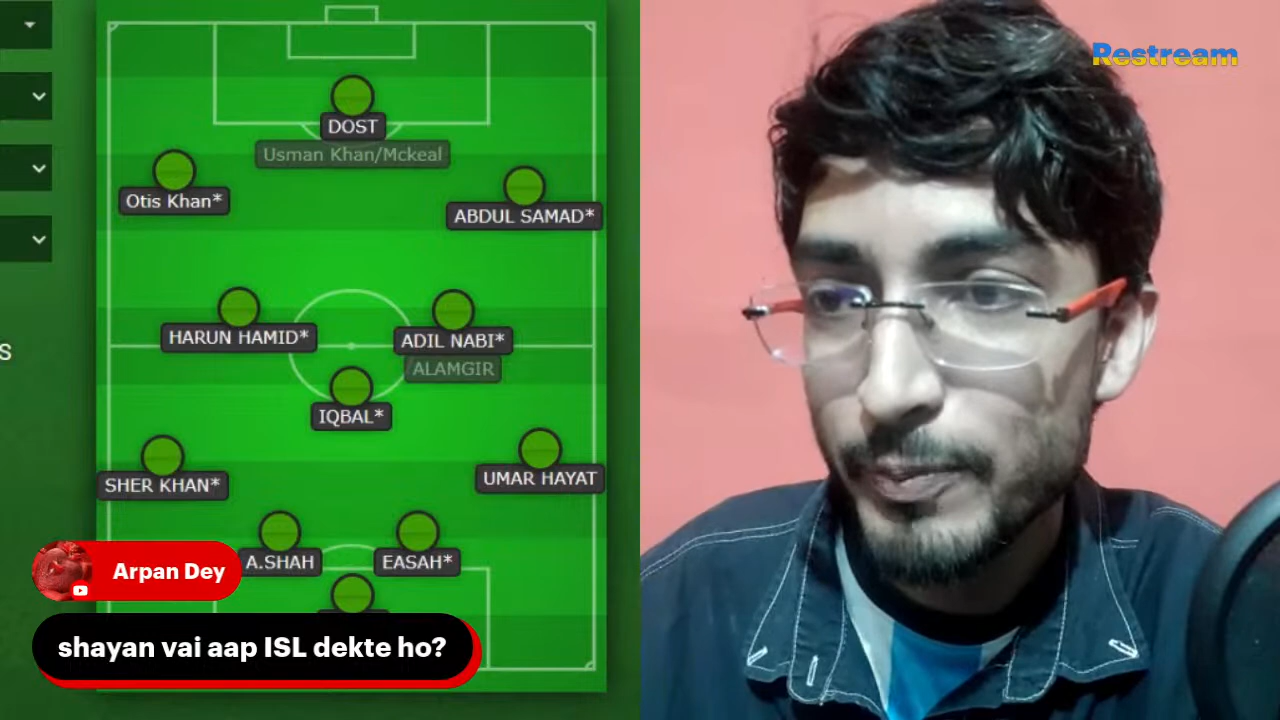 Restream
DOST
Usman Khan/Mckeal
Otis Khan*
ABDUL SAMAD*
HARUN HAMID*
ADIL NABI*
ALAMGIR
S
IQBAL*
SHER KHAN*
UMAR HAYAT
A.SHAH
EASAH*
Arpan Dey
shayan vai aap ISL dekte ho?